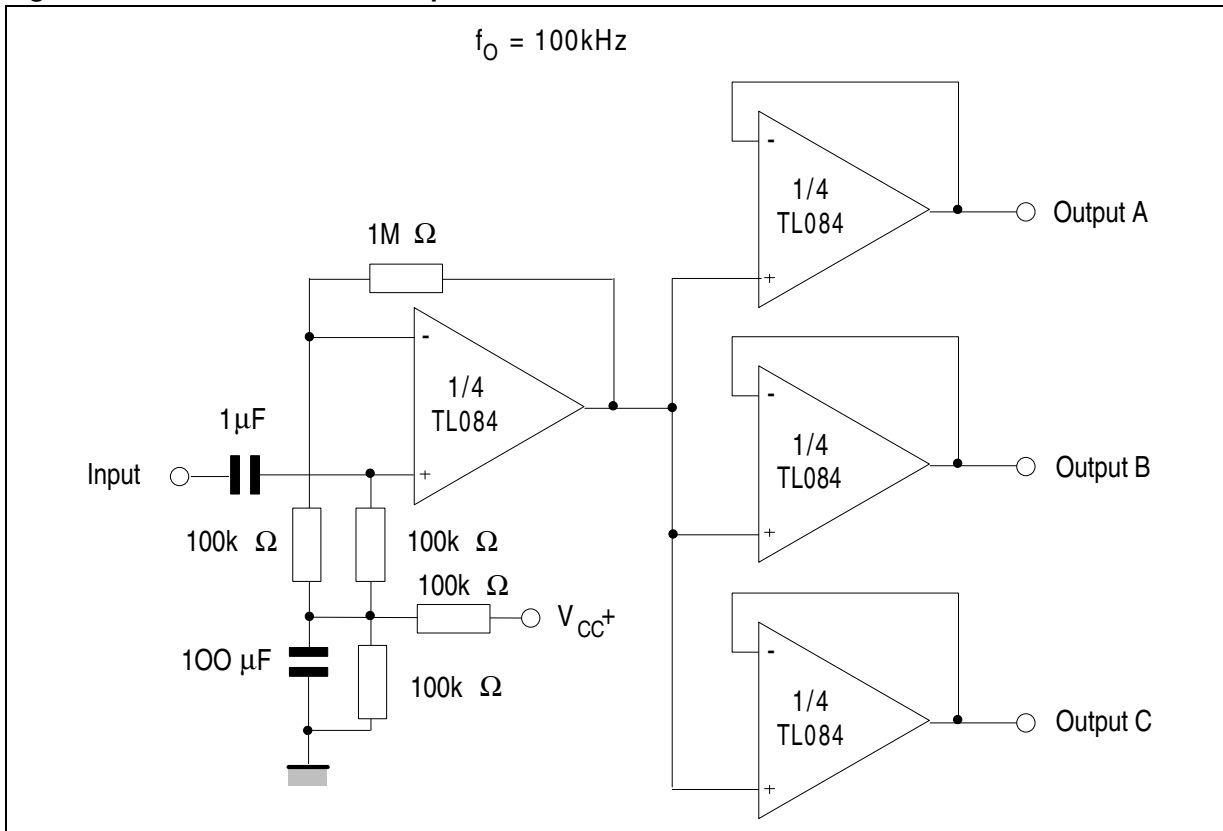 f_O = 100kHz
-
1/4
TL084
+
Output A
1M Ω
-
1/4
TL084
+
1μF
Input
-
1/4
TL084
+
Output B
100k Ω
100k Ω
100k Ω
V_CC+
100 μF
100k Ω
-
1/4
TL084
+
Output C